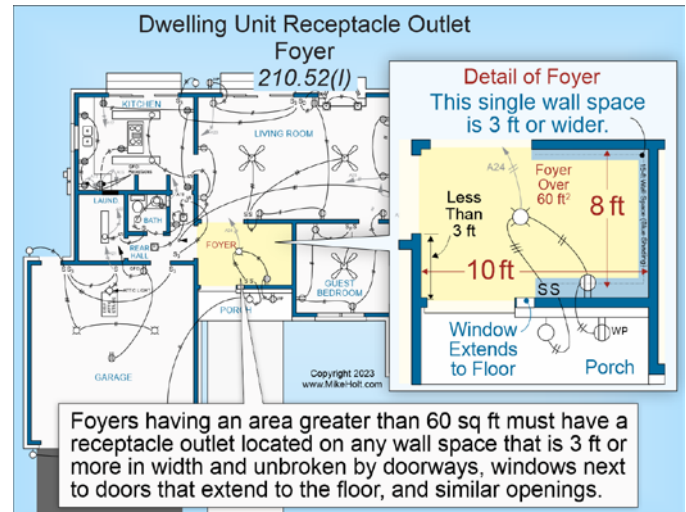 Dwelling Unit Receptacle Outlet
Foyer
210.52(I)
KITCHEN
LIVING ROOM
LAUND.
BATH
REAR
HALL
FOYER
GUEST
BEDROOM
PORCH
GARAGE
Copyright 2023
www.MikeHolt.com
Detail of Foyer
This single wall space
is 3 ft or wider.
A24
Foyer
Over
60 ft²
Less
Than
3 ft
8 ft
10 ft
SS
WP
Window
Extends
to Floor
Porch
Foyers having an area greater than 60 sq ft must have a
receptacle outlet located on any wall space that is 3 ft or
more in width and unbroken by doorways, windows next
to doors that extend to the floor, and similar openings.